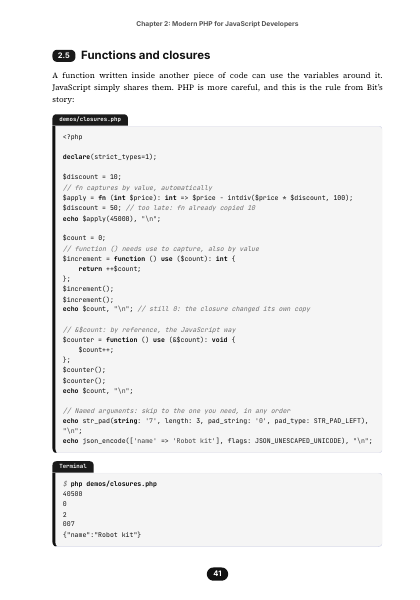 Chapter 2: Modern PHP for JavaScript Developers
2.5 Functions and closures
A function written inside another piece of code can use the variables around it.
JavaScript simply shares them. PHP is more careful, and this is the rule from Bit's
story:
demos/closures.php
<?php
declare(strict_types=1);
$discount = 10;
// fn captures by value, automatically
$apply = fn (int $price): int => $price - intdiv($price * $discount, 100);
$discount = 50; // too late: fn already copied 10
echo $apply(45000), "\n";
$count = 0;
// function () needs use to capture, also by value
$increment = function () use ($count): int {
    return ++$count;
};
$increment();
$increment();
echo $count, "\n"; // still 0: the closure changed its own copy
// &$count: by reference, the JavaScript way
$counter = function () use (&$count): void {
    $count++;
};
$counter();
$counter();
echo $count, "\n";
// Named arguments: skip to the one you need, in any order
echo str_pad(string: '7', length: 3, pad_string: '0', pad_type: STR_PAD_LEFT),
"\n";
echo json_encode(['name' => 'Robot kit'], flags: JSON_UNESCAPED_UNICODE), "\n";
Terminal
$ php demos/closures.php
40500
0
2
007
{"name":"Robot kit"}
41